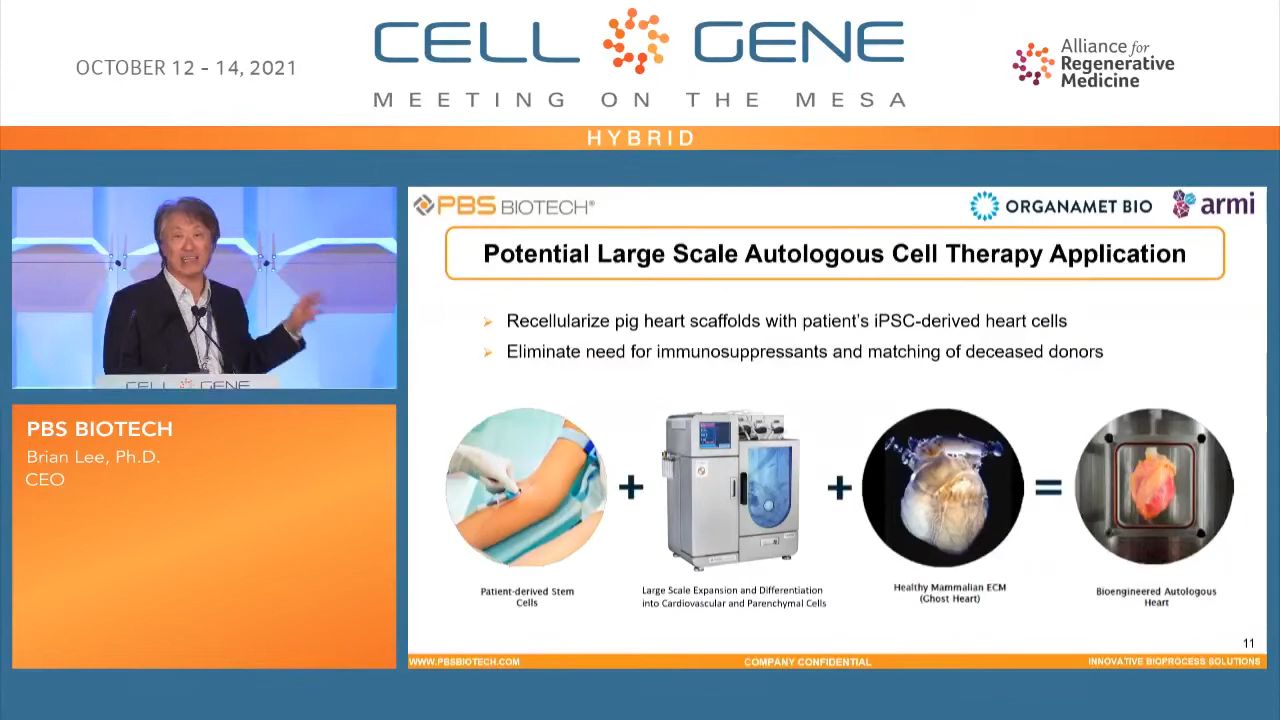 OCTOBER 12 - 14, 2021
CELL GENE
MEETING ON THE MESA
Alliance for
Regenerative
Medicine
HYBRID
CELL GENE
PBS BIOTECH
Brian Lee, Ph.D.
CEO
PBS BIOTECH®
ORGANAMET BIO
armi
Potential Large Scale Autologous Cell Therapy Application
Recellularize pig heart scaffolds with patient's iPSC-derived heart cells
Eliminate need for immunosuppressants and matching of deceased donors
+
+
=
Patient-derived Stem
Cells
Large Scale Expansion and Differentiation
into Cardiovascular and Parenchymal Cells
Healthy Mammalian ECM
(Ghost Heart)
Bioengineered Autologous
Heart
11
WWW.PBSBIOTECH.COM
COMPANY CONFIDENTIAL
INNOVATIVE BIOPROCESS SOLUTIONS